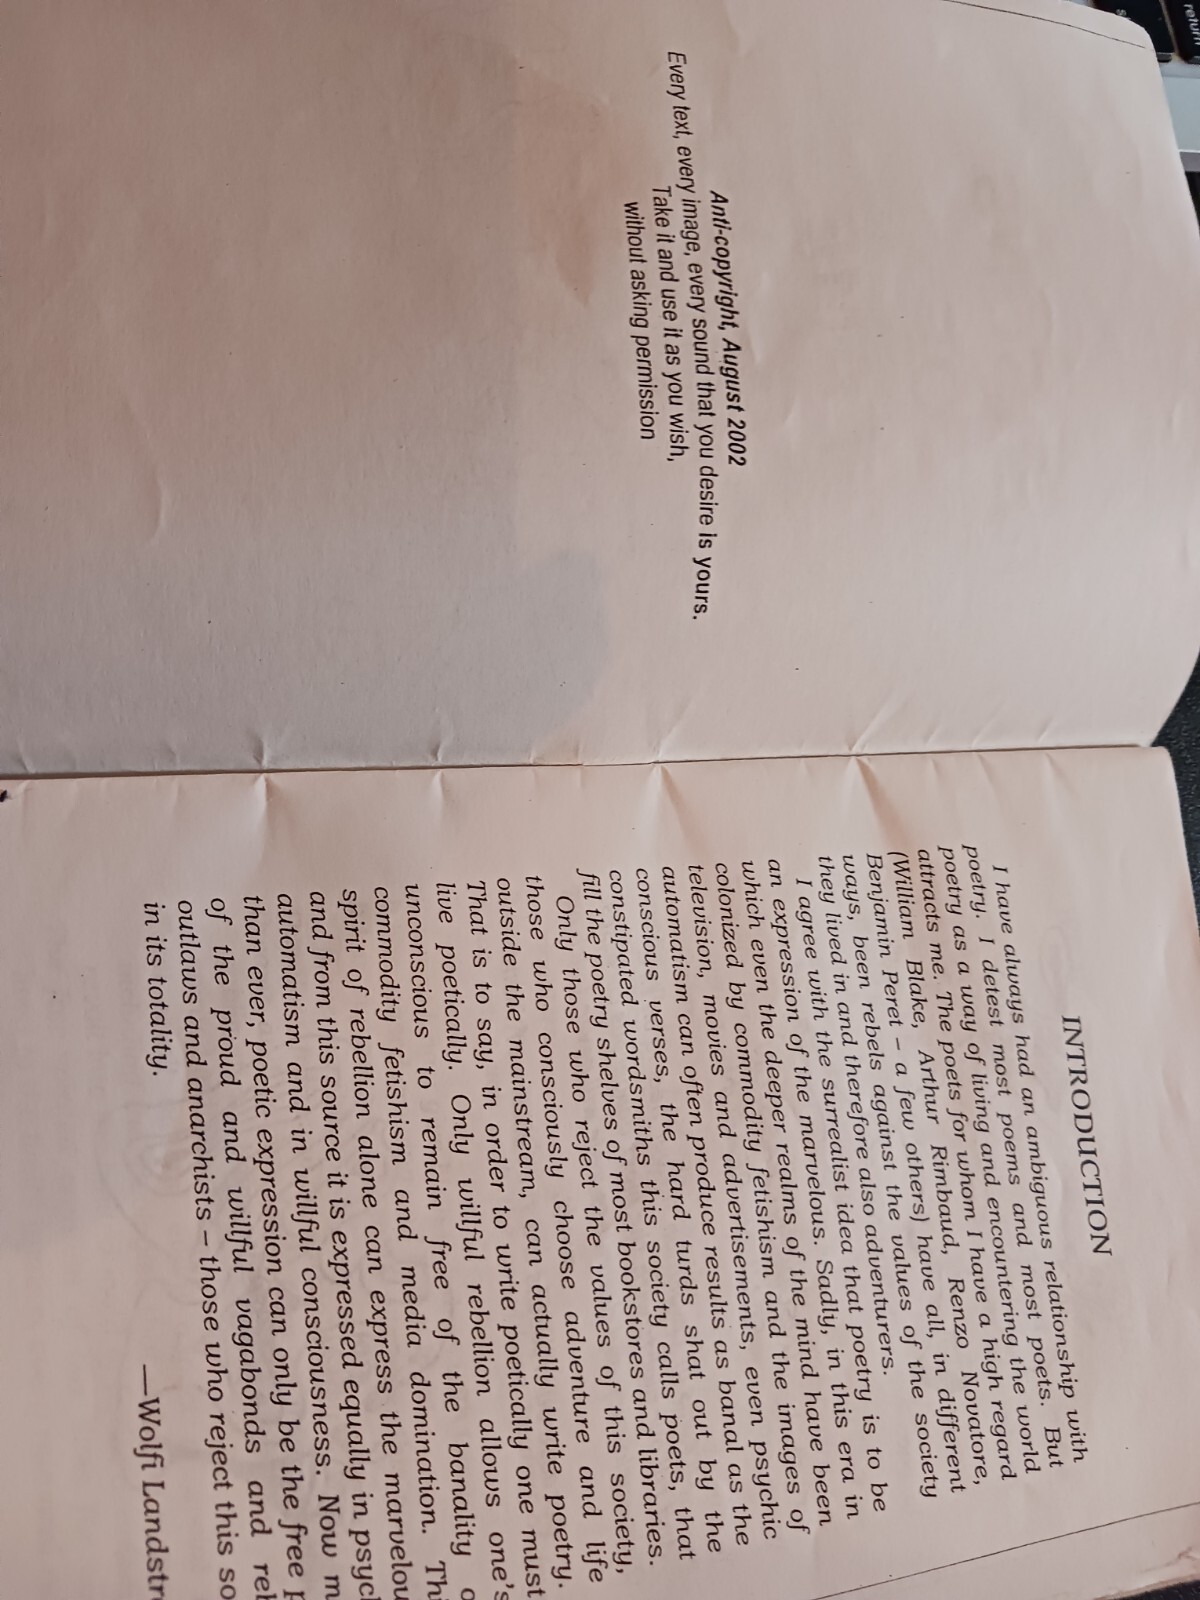 Anti-copyright, August 2002
Every text, every image, every sound that you desire is yours.
Take it and use it as you wish,
without asking permission
INTRODUCTION
I have always had an ambiguous relationship with
poetry. I detest most poems and most poets. But
poetry as a way of living and encountering the world
attracts me. The poets for whom I have a high regard
(William Blake, Arthur Rimbaud, Renzo Novatore,
Benjamin Peret – a few others) have all, in different
ways, been rebels against the values of the society
they lived in and therefore also adventurers.
I agree with the surrealist idea that poetry is to be
an expression of the marvelous. Sadly, in this era in
which even the deeper realms of the mind have been
colonized by commodity fetishism and the images of
television, movies and advertisements, even psychic
automatism can often produce results as banal as the
conscious verses, the hard turds shat out by the
constipated wordsmiths this society calls poets, that
fill the poetry shelves of most bookstores and libraries.
Only those who reject the values of this society,
those who consciously choose adventure and life
outside the mainstream, can actually write poetry.
That is to say, in order to write poetically one must
live poetically. Only willful rebellion allows one's
unconscious to remain free of the banality
commodity fetishism and media domination.
spirit of rebellion alone can express the
and from this source it is expressed equally in
automatism and in willful consciousness. Now
than ever, poetic expression can only be the free
of the proud and willful vagabonds and
outlaws and anarchists – those who reject this
in its totality.
—Wolfi
return